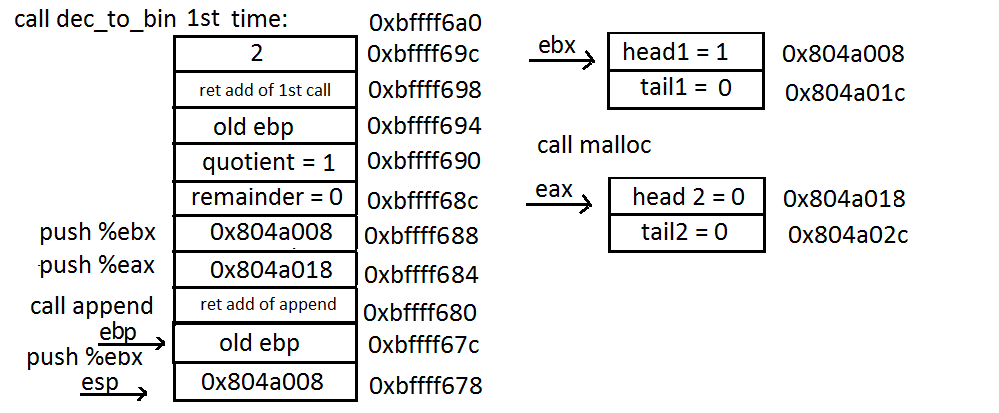 call dec_to_bin 1st time:
0xbffff6a0
2
0xbffff69c
ret add of 1st call
0xbffff698
old ebp
0xbffff694
quotient = 1
0xbffff690
remainder = 0
0xbffff68c
push %ebx
0x804a008
0xbffff688
push %eax
0x804a018
0xbffff684
call append
ret add of append
0xbffff680
ebp
old ebp
0xbffff67c
push %ebx
esp
0x804a008
0xbffff678
ebx
head1 = 1
0x804a008
tail1 = 0
0x804a01c
call malloc
eax
head 2 = 0
0x804a018
tail2 = 0
0x804a02c